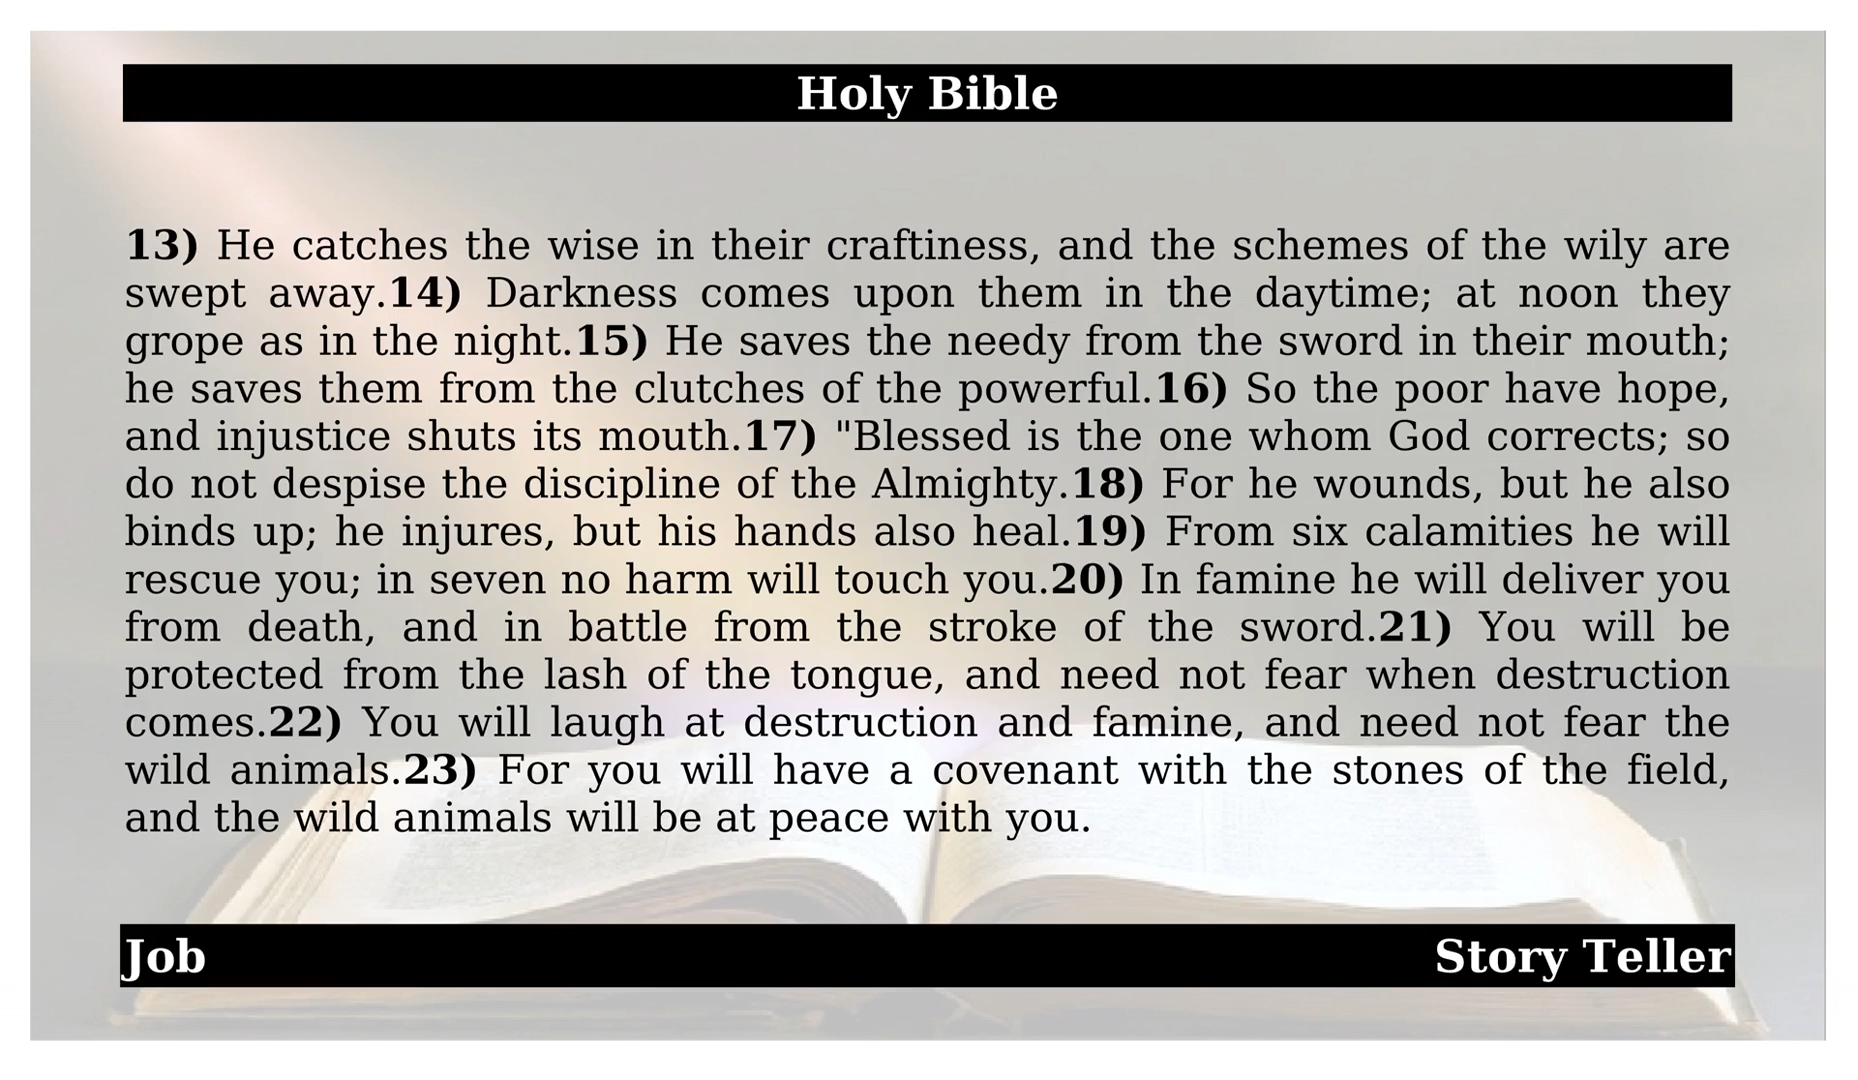 Holy Bible
13) He catches the wise in their craftiness, and the schemes of the wily are
swept away.14) Darkness comes upon them in the daytime; at noon they
grope as in the night.15) He saves the needy from the sword in their mouth;
he saves them from the clutches of the powerful.16) So the poor have hope,
and injustice shuts its mouth.17) "Blessed is the one whom God corrects; so
do not despise the discipline of the Almighty.18) For he wounds, but he also
binds up; he injures, but his hands also heal.19) From six calamities he will
rescue you; in seven no harm will touch you.20) In famine he will deliver you
from death, and in battle from the stroke of the sword.21) You will be
protected from the lash of the tongue, and need not fear when destruction
comes.22) You will laugh at destruction and famine, and need not fear the
wild animals.23) For you will have a covenant with the stones of the field,
and the wild animals will be at peace with you.
Job Story Teller